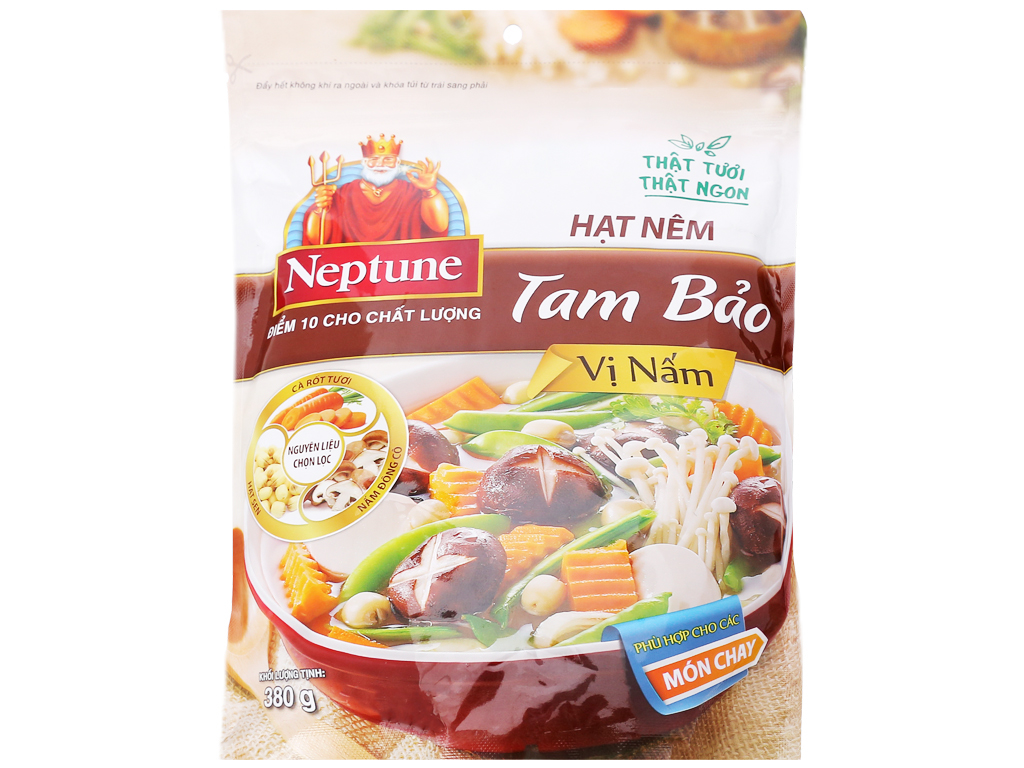 Đẩy hết không khí ra ngoài và khóa túi từ trái sang phải
THẬT TƯƠI
THẬT NGON
HẠT NÊM
Neptune
ĐIỂM 10 CHO CHẤT LƯỢNG
Tam Bảo
Vị Nấm
CÀ RỐT TƯƠI
NGUYÊN LIỆU
CHỌN LỌC
HẠT SEN
NẤM ĐÔNG CÔ
PHÙ HỢP CHO CÁC
MÓN CHAY
KHỐI LƯỢNG TỊNH:
380 g